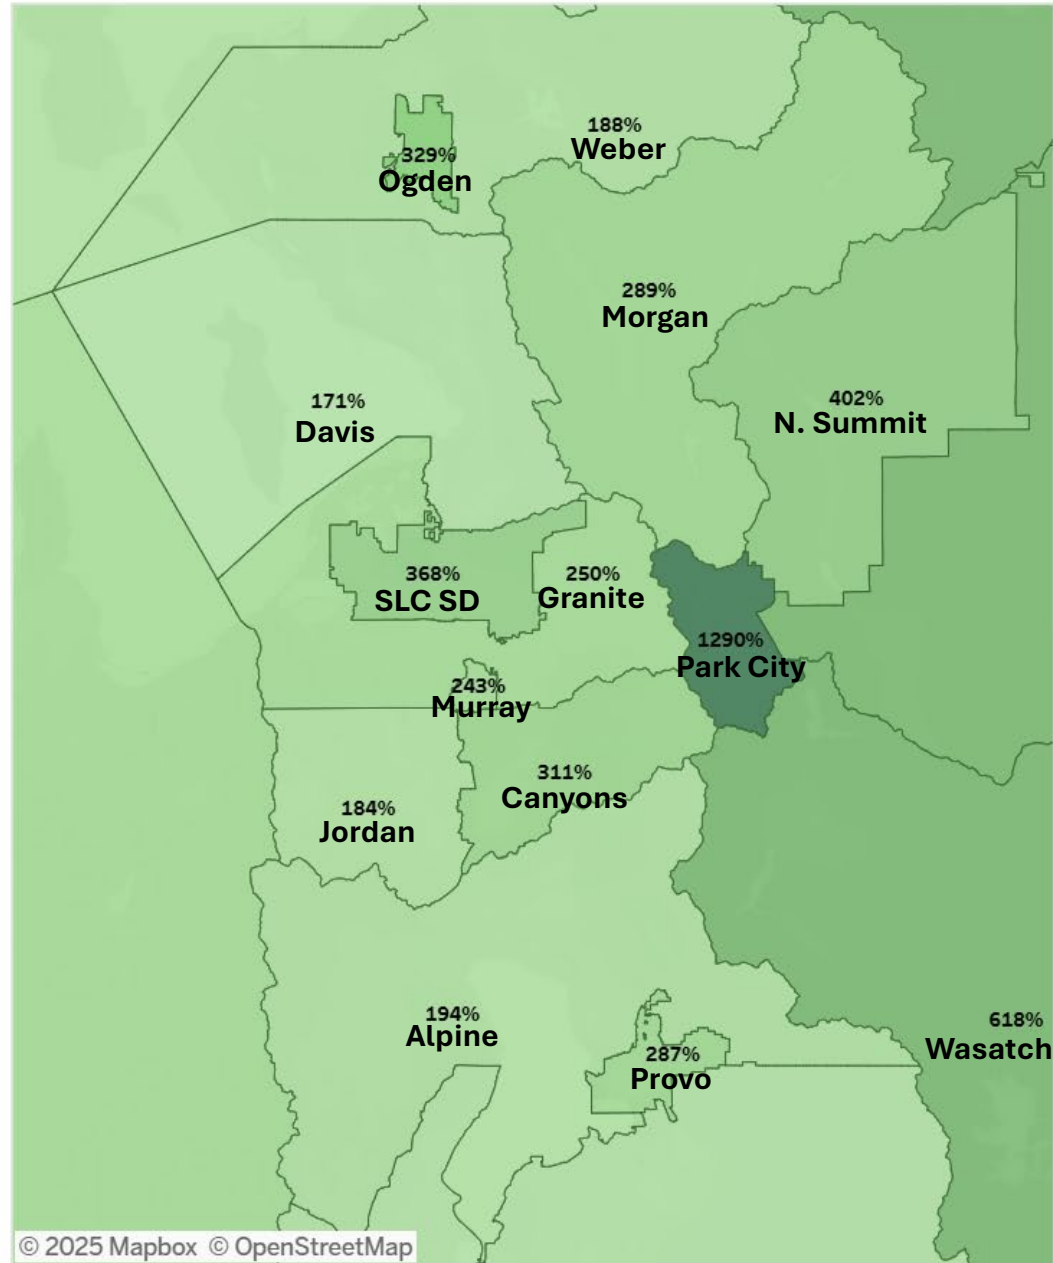 188%
Weber
329%
Ogden
289%
Morgan
402%
N. Summit
171%
Davis
368%
SLC SD
250%
Granite
1290%
Park City
243%
Murray
311%
Canyons
184%
Jordan
194%
Alpine
618%
Wasatch
287%
Provo
© 2025 Mapbox © OpenStreetMap